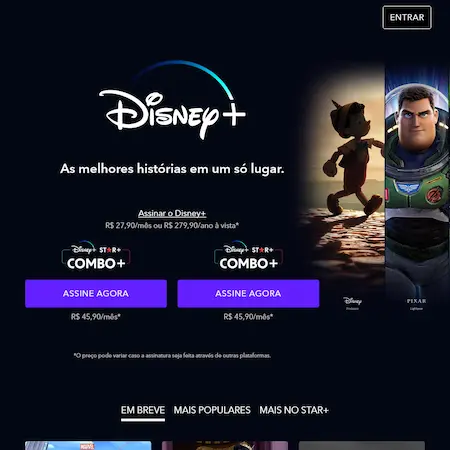 ENTRAR
Disney+
As melhores histórias em um só lugar.
Assinar o Disney+
R$ 27,90/mês ou R$ 279,90/ano à vista*
Disney+ STAR+
COMBO+
ASSINE AGORA
R$ 45,90/mês*
Disney+ STAR+
COMBO+
ASSINE AGORA
R$ 45,90/mês*
Disney
PIXAR
*O preço pode variar caso a assinatura seja feita através de outras plataformas.
EM BREVE
MAIS POPULARES
MAIS NO STAR+
MARVEL